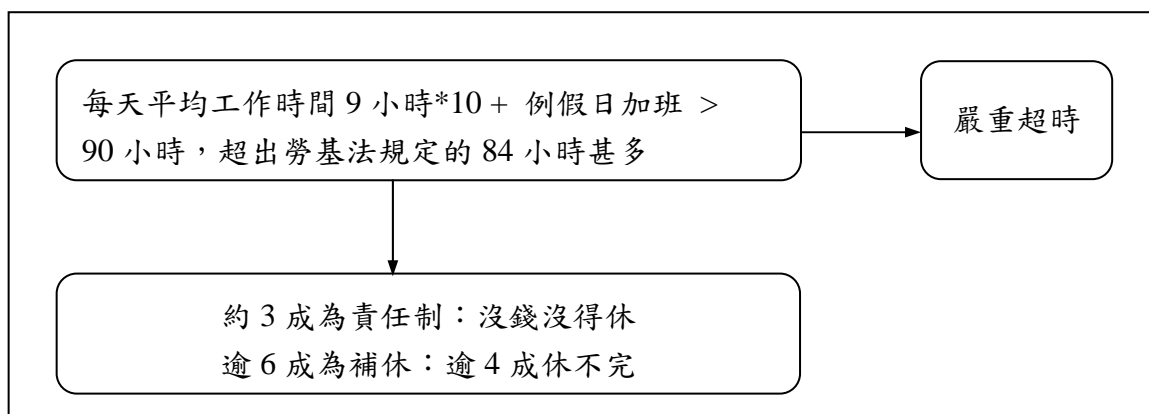 每天平均工作時間 9 小時*10 + 例假日加班 >
90 小時，超出勞基法規定的 84 小時甚多
嚴重超時
約 3 成為責任制：沒錢沒得休
逾 6 成為補休：逾 4 成休不完